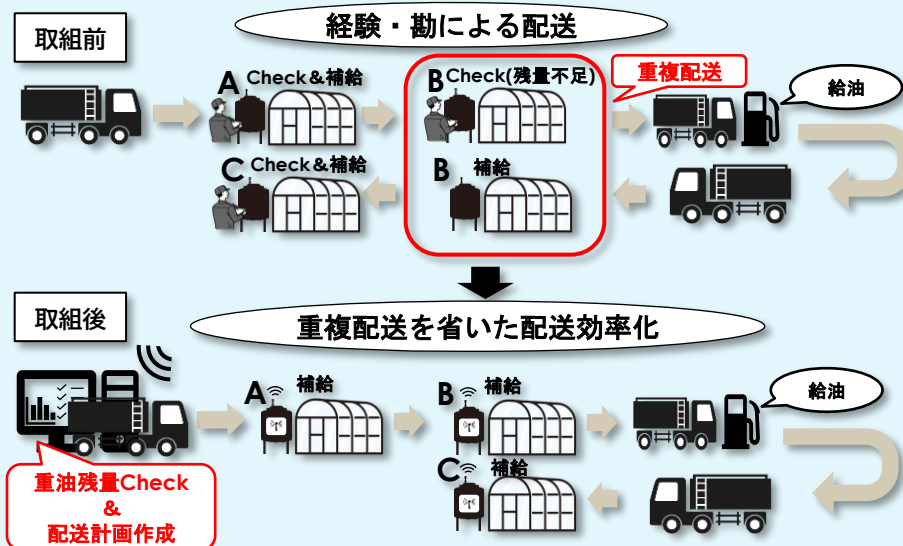 取組前
経験・勘による配送
A Check&補給
B Check(残量不足)
重複配送
給油
C Check&補給
B 補給
取組後
重複配送を省いた配送効率化
A 補給
B 補給
給油
C 補給
重油残量Check
&
配送計画作成